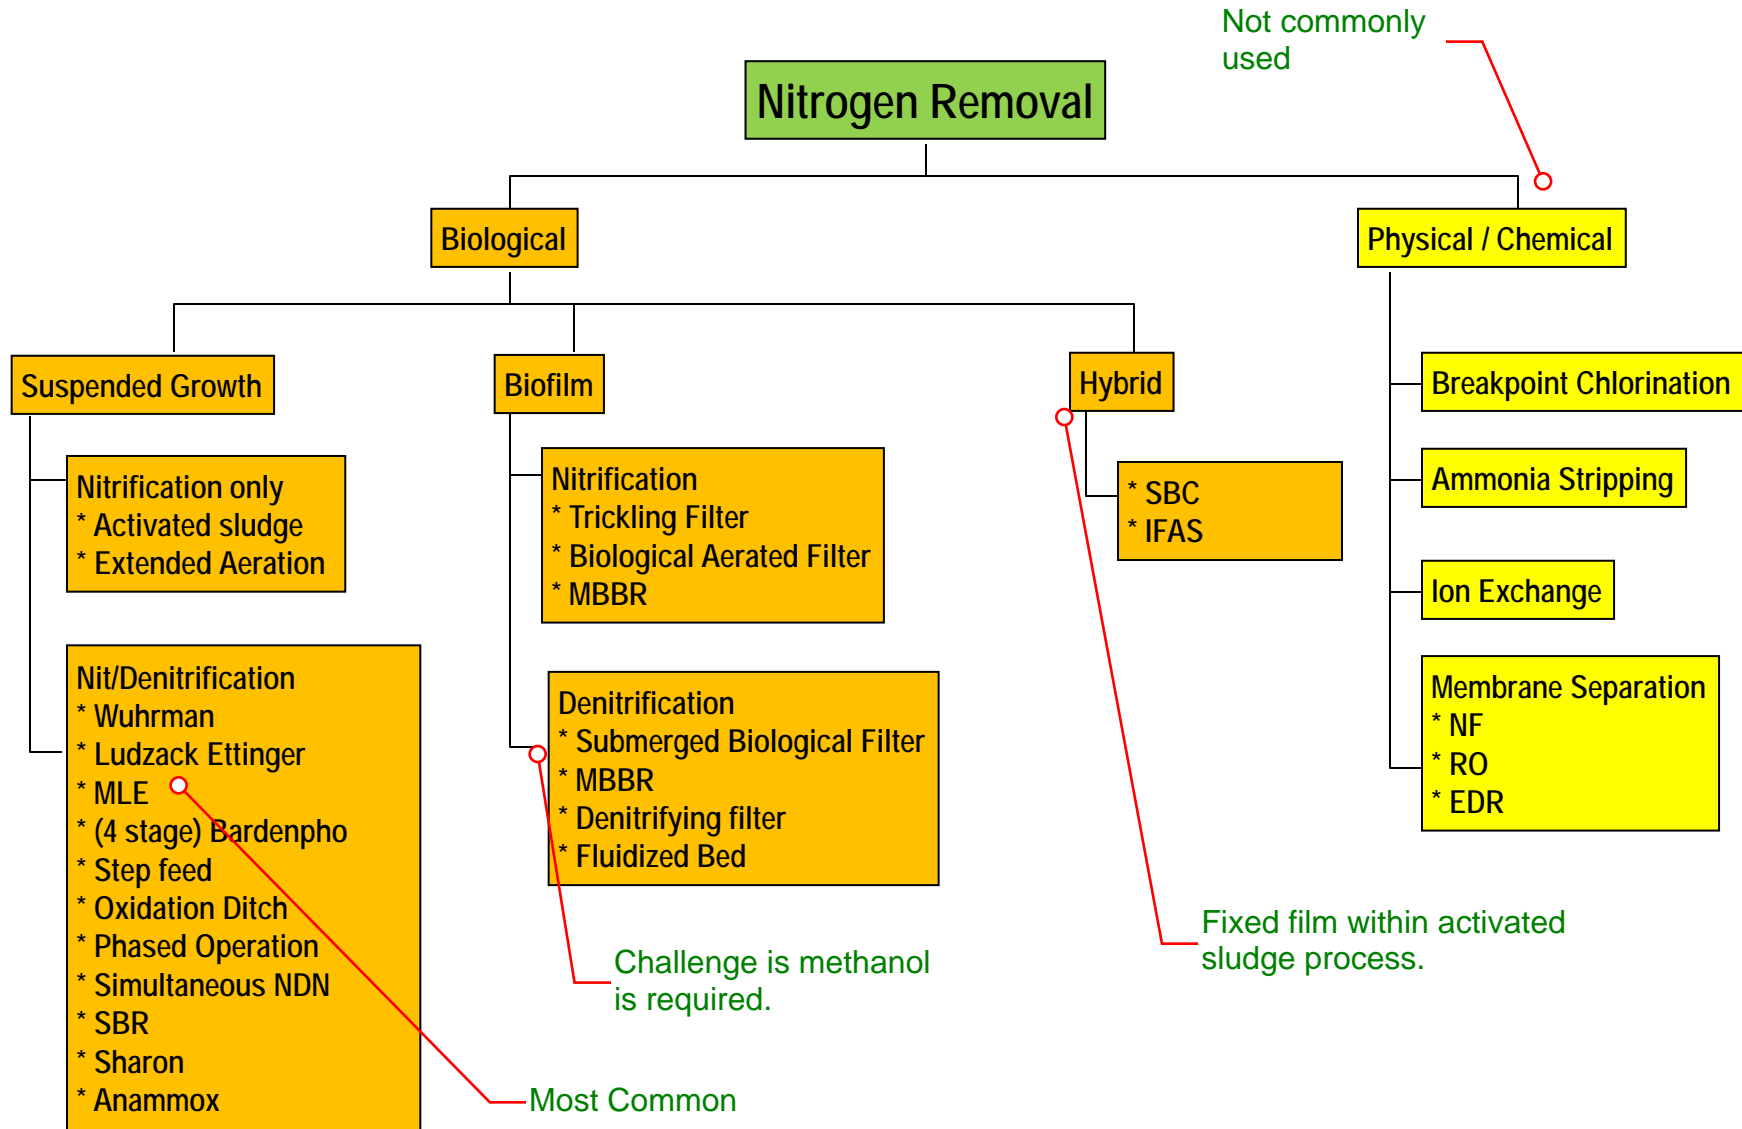 Not commonly
used
Nitrogen Removal
Biological
Physical / Chemical
Suspended Growth
Biofilm
Hybrid
Breakpoint Chlorination
Nitrification only
* Activated sludge
* Extended Aeration
Nitrification
* Trickling Filter
* Biological Aerated Filter
* MBBR
* SBC
* IFAS
Ammonia Stripping
Ion Exchange
Nit/Denitrification
* Wuhrman
* Ludzack Ettinger
* MLE
* (4 stage) Bardenpho
* Step feed
* Oxidation Ditch
* Phased Operation
* Simultaneous NDN
* SBR
* Sharon
* Anammox
Denitrification
* Submerged Biological Filter
* MBBR
* Denitrifying filter
* Fluidized Bed
Membrane Separation
* NF
* RO
* EDR
Challenge is methanol
is required.
Fixed film within activated
sludge process.
Most Common